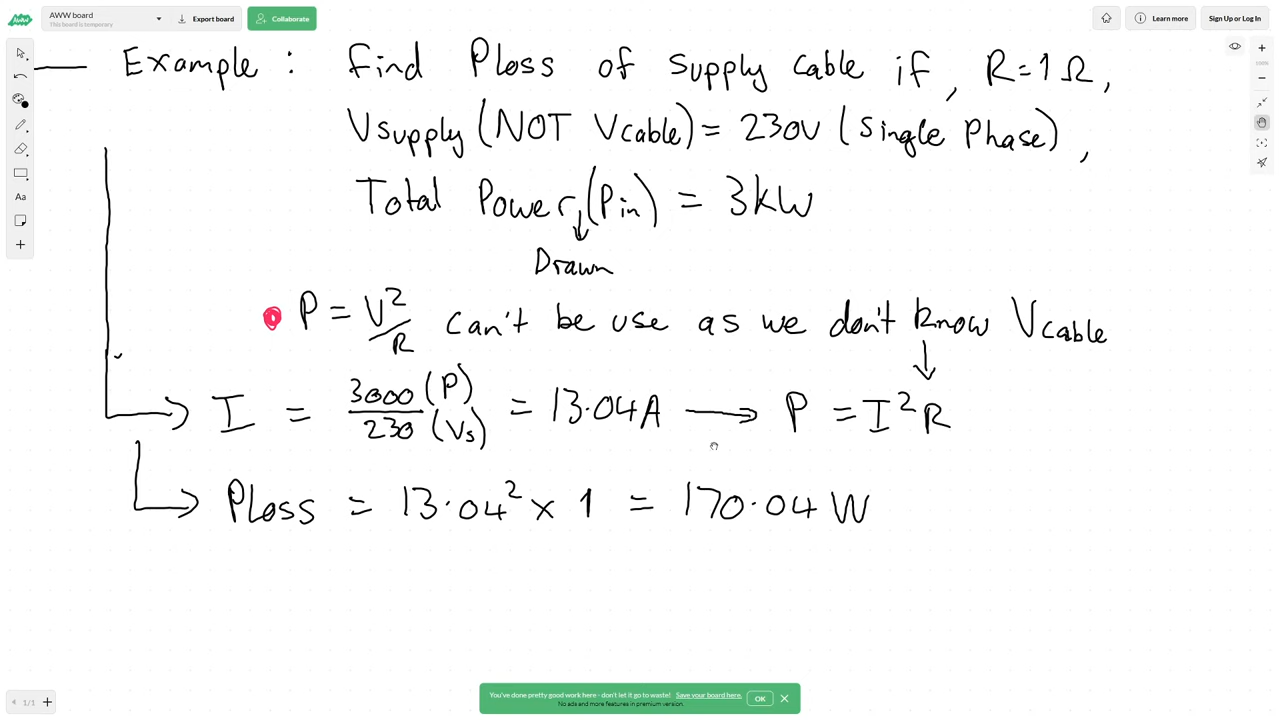 AWW board
This board is temporary
Export board
Collaborate
Learn more
Sign Up or Log In
Example : find Ploss of supply cable if, R=1Ω,
Vsupply (NOT Vcable) = 230V (Single Phase),
Total Power (Pin) = 3kW
Drawn
P = V²/R can't be use as we don't know Vcable
I = 3000 (P) / 230 (Vs) = 13.04A → P = I²R
Ploss = 13.04² x 1 = 170.04 W
Aa
100%
1/1
You've done pretty good work here - don't let it go to waste! Save your board here.
No ads and more features in premium version.
OK